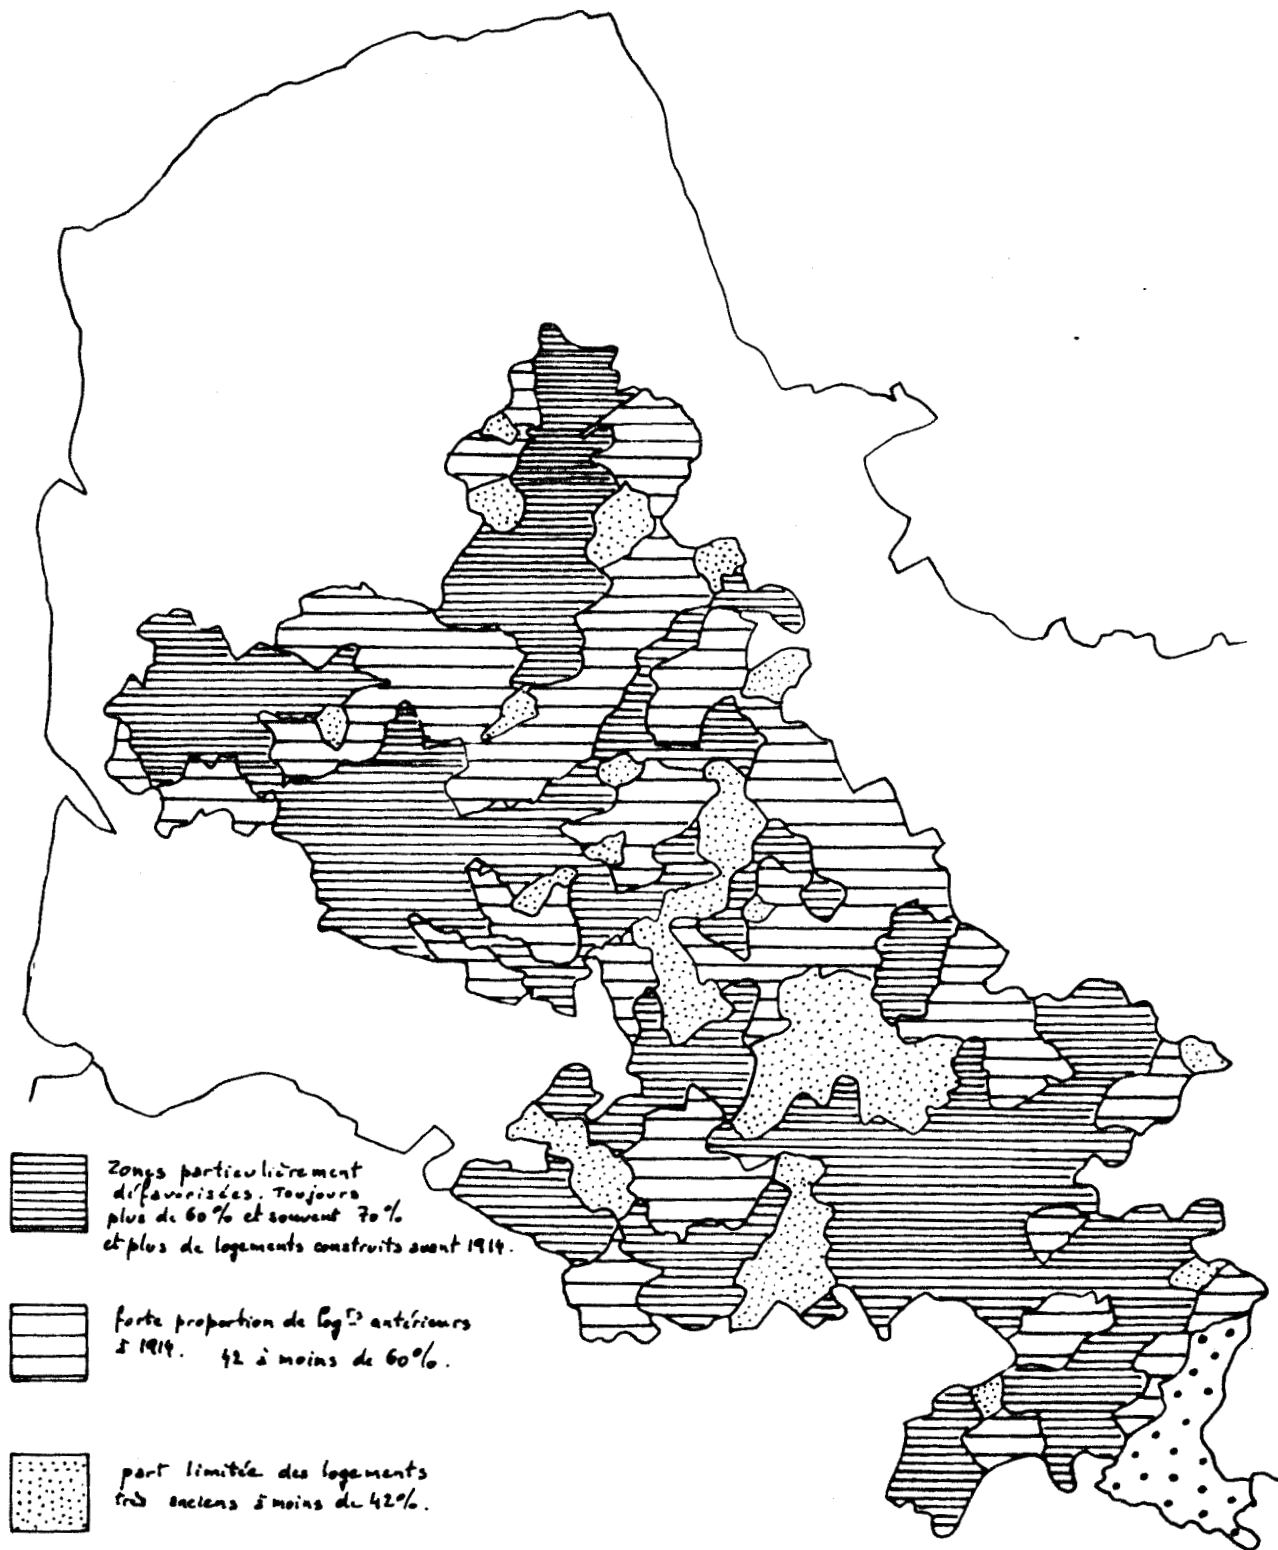 Zones particulièrement
défavorisées. Toujours
plus de 60% et souvent 70%
et plus de logements construits avant 1914.
forte proportion de logts antérieurs
à 1914. 42 à moins de 60%.
part limitée des logements
très anciens à moins de 42%.